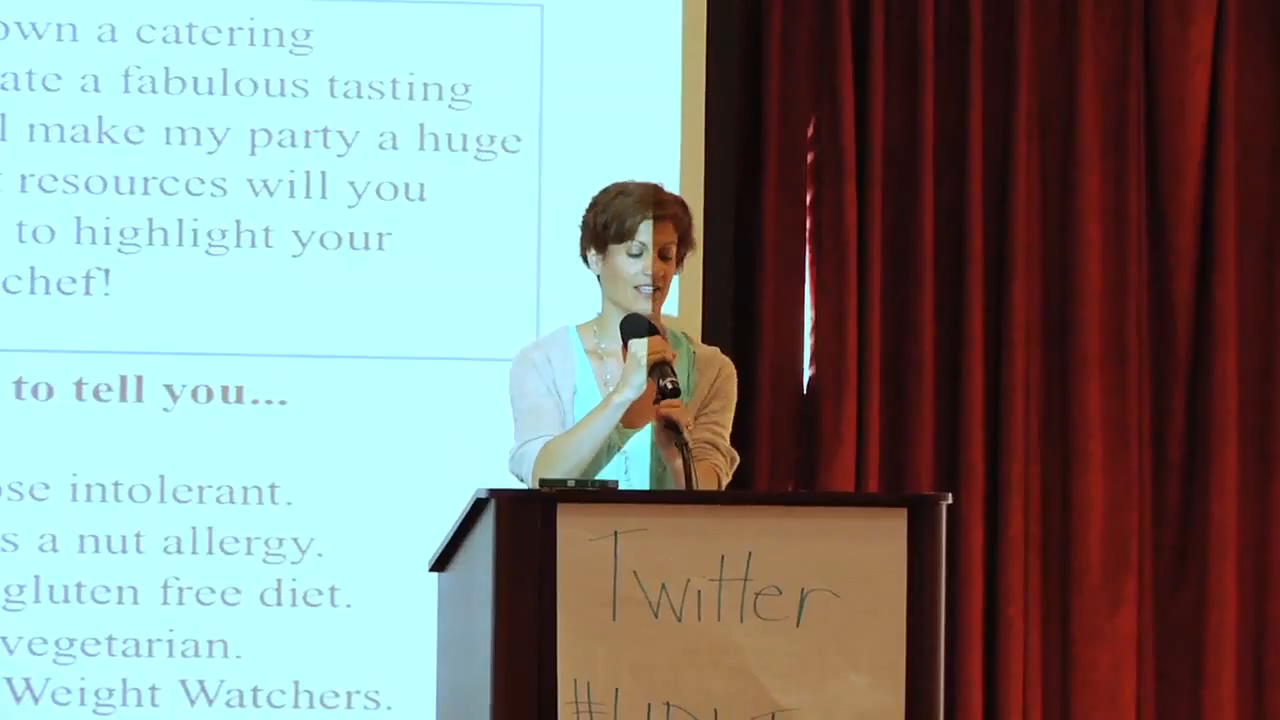 own a catering
ate a fabulous tasting
l make my party a huge
resources will you
to highlight your
chef!
to tell you...
se intolerant.
s a nut allergy.
gluten free diet.
vegetarian.
Weight Watchers.
Twitter